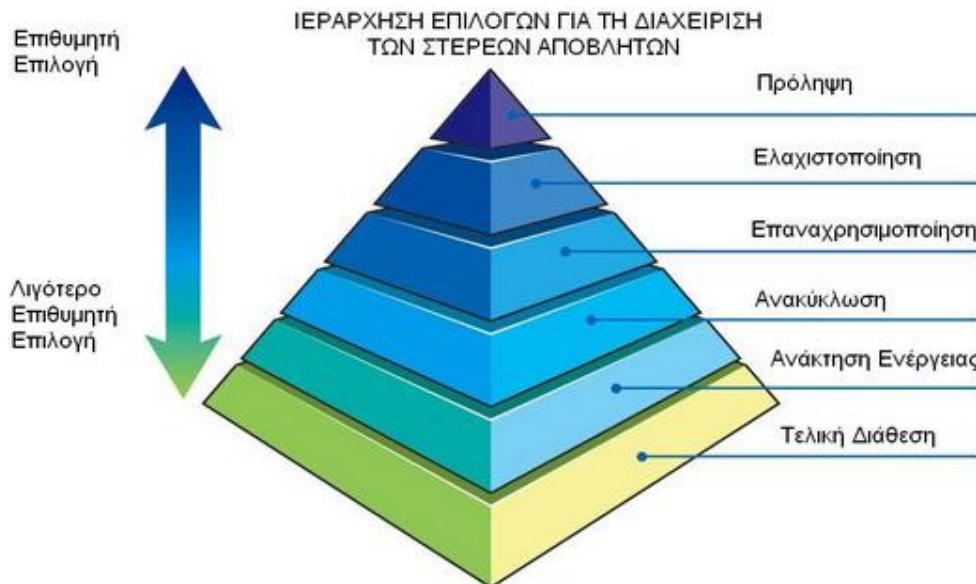 ΙΕΡΑΡΧΗΣΗ ΕΠΙΛΟΓΩΝ ΓΙΑ ΤΗ ΔΙΑΧΕΙΡΙΣΗ
ΤΩΝ ΣΤΕΡΕΩΝ ΑΠΟΒΛΗΤΩΝ
Επιθυμητή
Επιλογή
Πρόληψη
Ελαχιστοποίηση
Επαναχρησιμοποίηση
Λιγότερο
Επιθυμητή
Επιλογή
Ανακύκλωση
Ανάκτηση Ενέργειας
Τελική Διάθεση